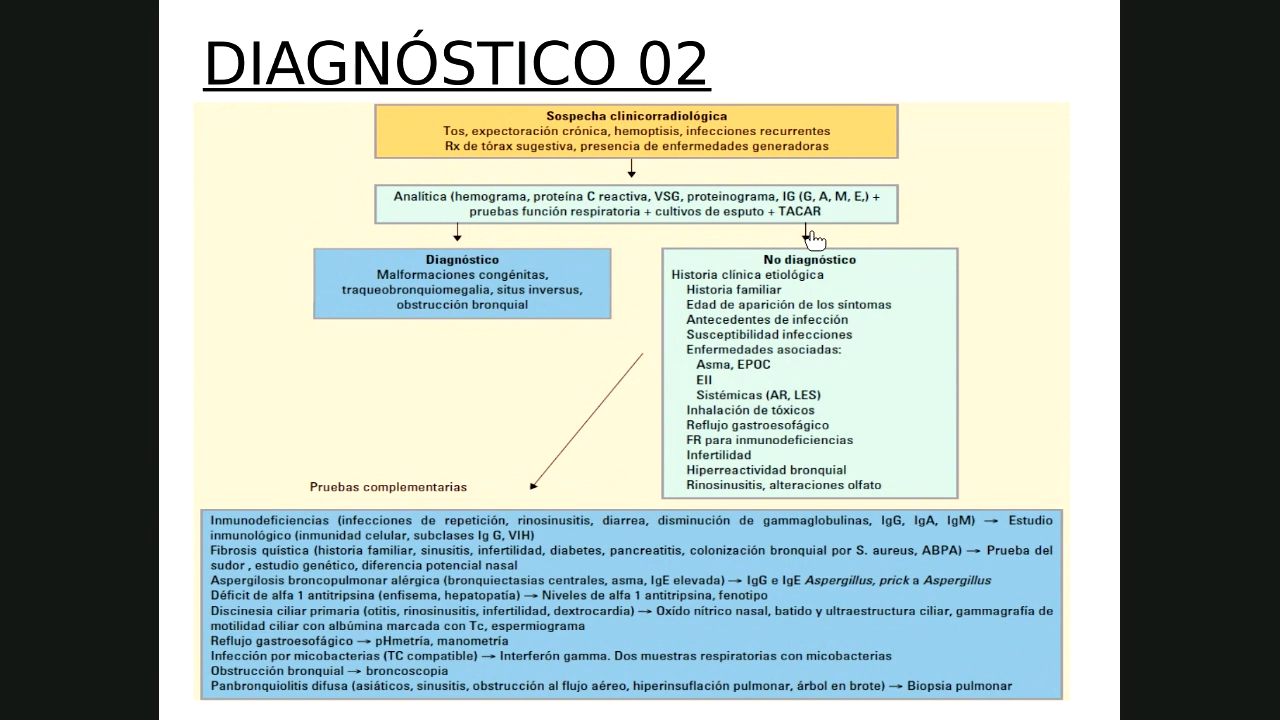 DIAGNÓSTICO 02
Sospecha clinicorradiológica
Tos, expectoración crónica, hemoptisis, infecciones recurrentes
Rx de tórax sugestiva, presencia de enfermedades generadoras
Analítica (hemograma, proteína C reactiva, VSG, proteinograma, IG (G, A, M, E,) +
pruebas función respiratoria + cultivos de esputo + TACAR
Diagnóstico
Malformaciones congénitas,
traqueobronquiomegalia, situs inversus,
obstrucción bronquial
No diagnóstico
Historia clínica etiológica
Historia familiar
Edad de aparición de los síntomas
Antecedentes de infección
Susceptibilidad infecciones
Enfermedades asociadas:
Asma, EPOC
EII
Sistémicas (AR, LES)
Inhalación de tóxicos
Reflujo gastroesofágico
FR para inmunodeficiencias
Infertilidad
Hiperreactividad bronquial
Rinosinusitis, alteraciones olfato
Pruebas complementarias
Inmunodeficiencias (infecciones de repetición, rinosinusitis, diarrea, disminución de gammaglobulinas, IgG, IgA, IgM) → Estudio
inmunológico (inmunidad celular, subclases Ig G, VIH)
Fibrosis quística (historia familiar, sinusitis, infertilidad, diabetes, pancreatitis, colonización bronquial por S. aureus, ABPA) → Prueba del
sudor , estudio genético, diferencia potencial nasal
Aspergilosis broncopulmonar alérgica (bronquiectasias centrales, asma, IgE elevada) → IgG e IgE Aspergillus, prick a Aspergillus
Déficit de alfa 1 antitripsina (enfisema, hepatopatía) → Niveles de alfa 1 antitripsina, fenotipo
Discinesia ciliar primaria (otitis, rinosinusitis, infertilidad, dextrocardia) → Oxído nítrico nasal, batido y ultraestructura ciliar, gammagrafía de
motilidad ciliar con albúmina marcada con Tc, espermiograma
Reflujo gastroesofágico → pHmetría, manometría
Infección por micobacterias (TC compatible) → Interferón gamma. Dos muestras respiratorias con micobacterias
Obstrucción bronquial → broncoscopia
Panbronquiolitis difusa (asiáticos, sinusitis, obstrucción al flujo aéreo, hiperinsuflación pulmonar, árbol en brote) → Biopsia pulmonar